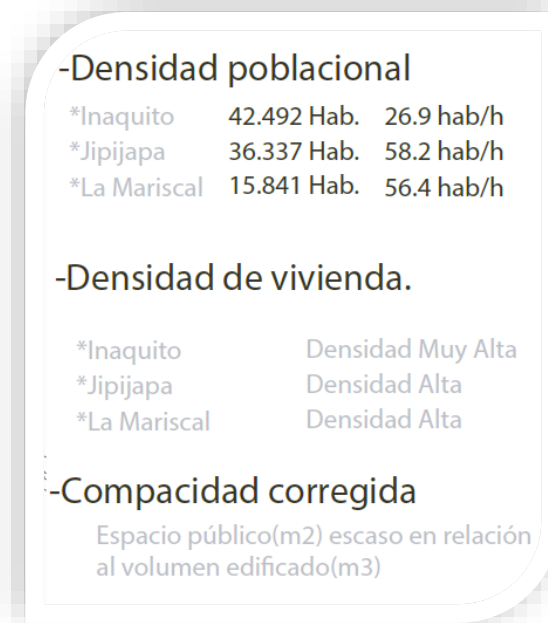 -Densidad poblacional
*Inaquito 42.492 Hab. 26.9 hab/h
*Jipijapa 36.337 Hab. 58.2 hab/h
*La Mariscal 15.841 Hab. 56.4 hab/h
-Densidad de vivienda.
*Inaquito Densidad Muy Alta
*Jipijapa Densidad Alta
*La Mariscal Densidad Alta
-Compacidad corregida
Espacio público(m2) escaso en relación
al volumen edificado(m3)